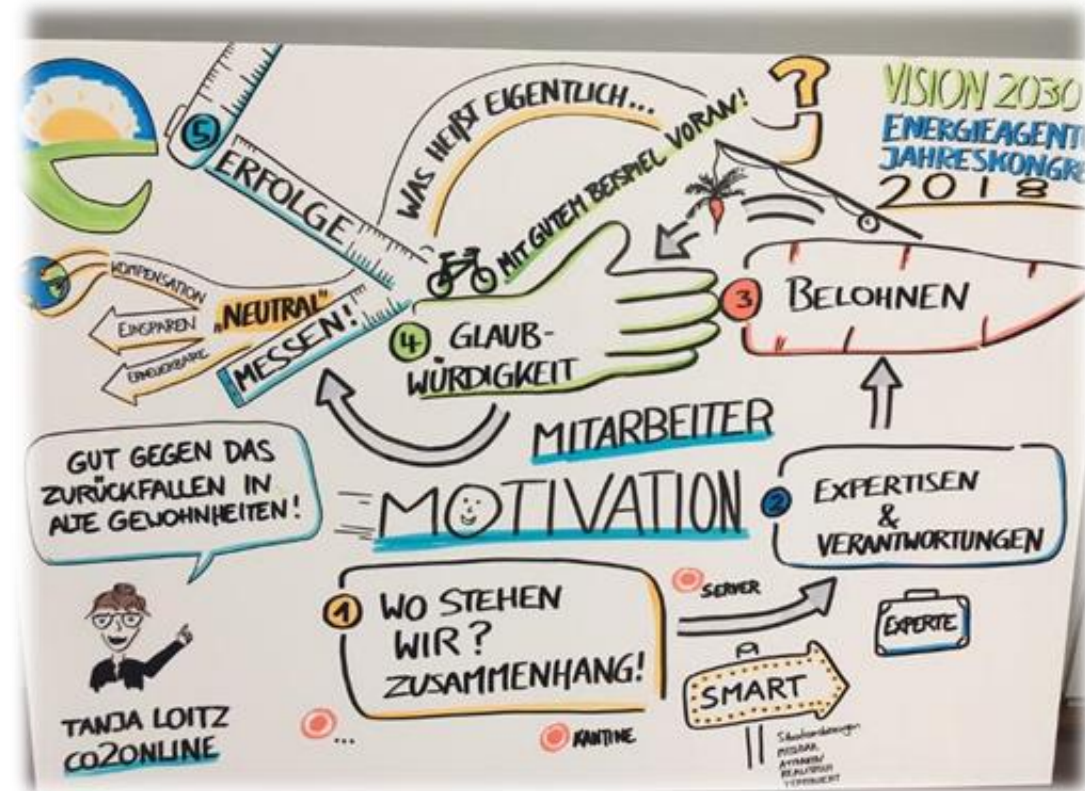 VISION 2030
ENERGIEAGENT
JAHRESKONGR
2018
WAS HEIßT EIGENTLICH...
?
MIT GUTEM BEISPIEL VORAN!
5
ERFOLGE
MESSEN!
KOMPENSATION
EINSPAREN
ERNEUERBARE
„NEUTRAL"
4 GLAUB-
WÜRDIGKEIT
3 BELOHNEN
MITARBEITER
MOTIVATION
2 EXPERTISEN
&
VERANTWORTUNGEN
EXPERTE
GUT GEGEN DAS
ZURÜCKFALLEN IN
ALTE GEWOHNHEITEN!
TANJA LOITZ
CO2ONLINE
1 WO STEHEN
WIR?
ZUSAMMENHANG!
SERVER
...
KANTINE
SMART